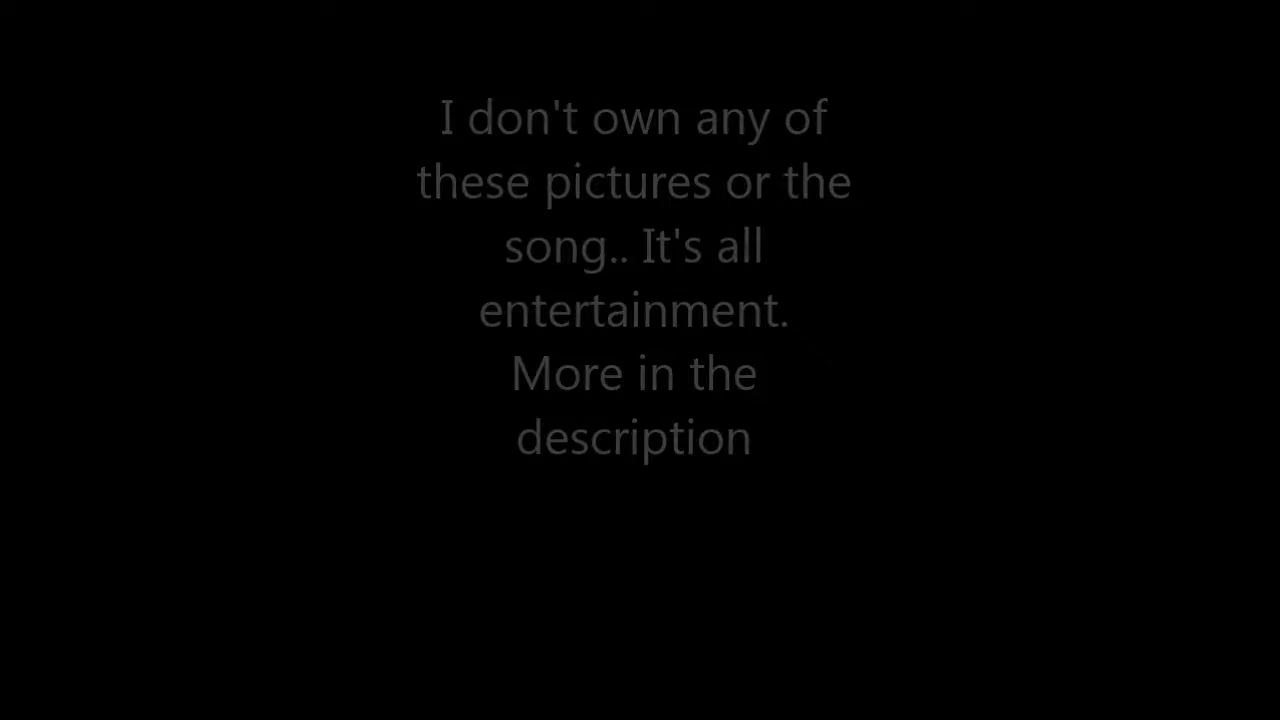 I don't own any of
these pictures or the
song.. It's all
entertainment.
More in the
description